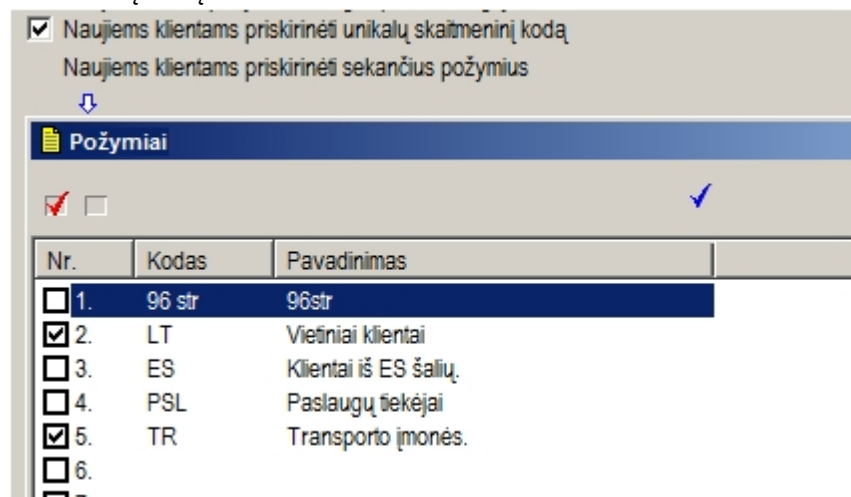 Naujiems klientams priskirinėti unikalų skaitmeninį kodą
Naujiems klientams priskirinėti sekančius požymius
Požymiai
Nr. Kodas Pavadinimas
1. 96 str 96str
2. LT Vietiniai klientai
3. ES Klientai iš ES šalių.
4. PSL Paslaugų tiekėjai
5. TR Transporto įmonės.
6.